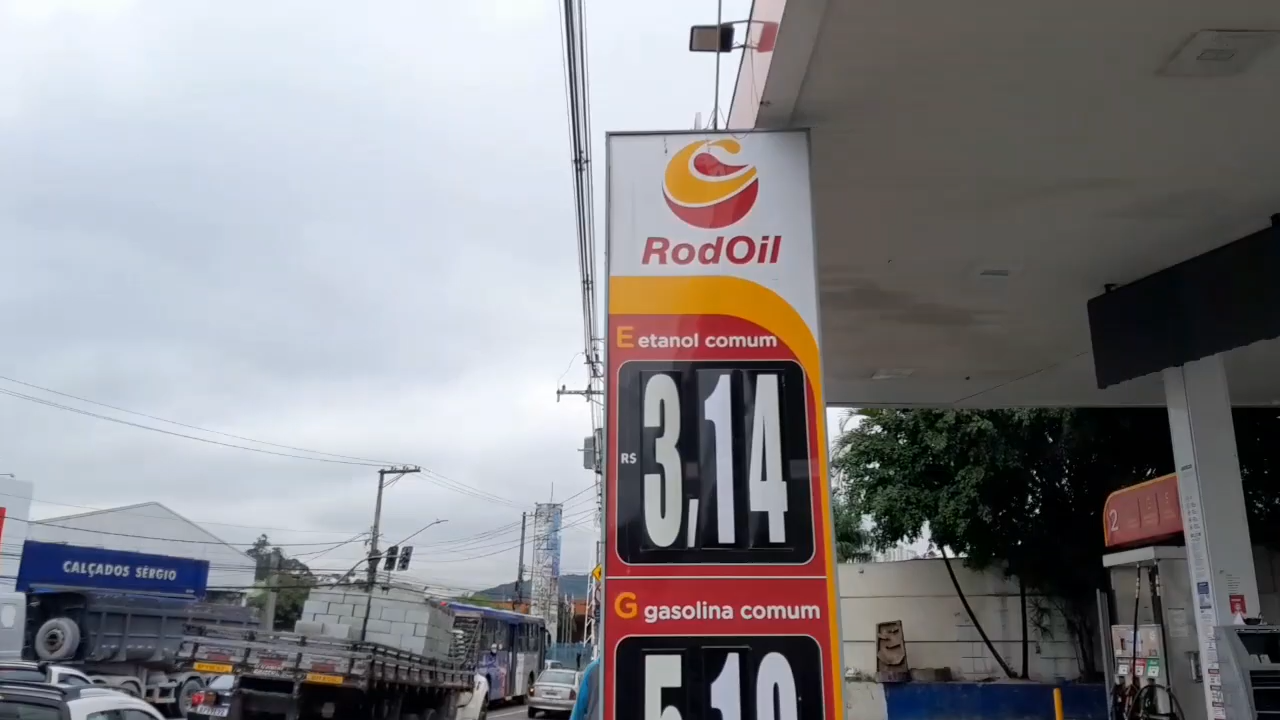 RodOil
E etanol comum
R$ 3,14
G gasolina comum
CALÇADOS SÉRGIO
2